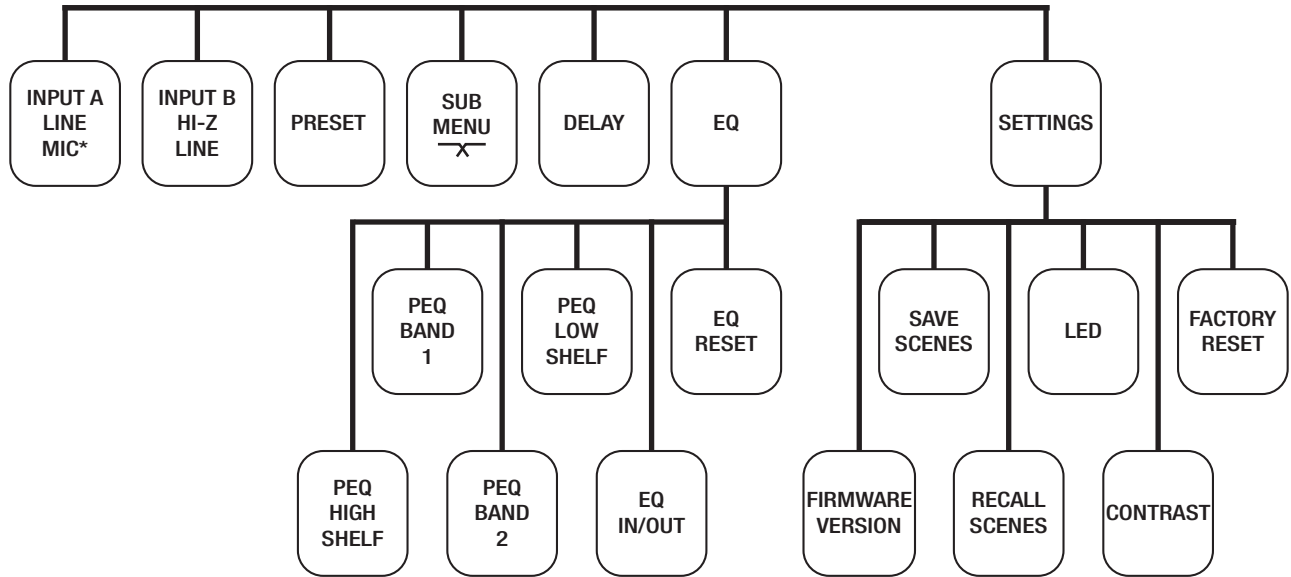 INPUT A
LINE
MIC*
INPUT B
HI-Z
LINE
PRESET
SUB
MENU
DELAY
EQ
SETTINGS
PEQ
BAND
1
PEQ
LOW
SHELF
EQ
RESET
SAVE
SCENES
LED
FACTORY
RESET
PEQ
HIGH
SHELF
PEQ
BAND
2
EQ
IN/OUT
FIRMWARE
VERSION
RECALL
SCENES
CONTRAST